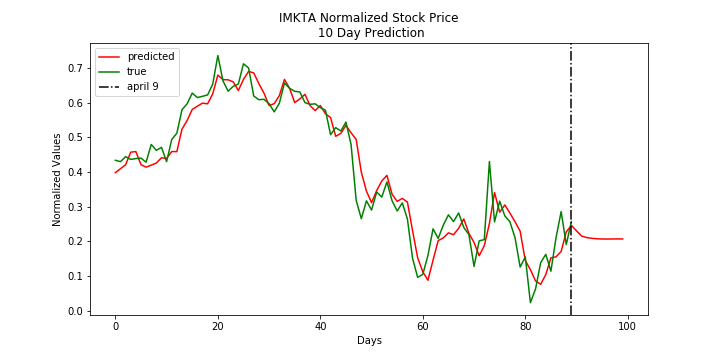 IMKTA Normalized Stock Price
10 Day Prediction
predicted
true
april 9
Normalized Values
0.7
0.6
0.5
0.4
0.3
0.2
0.1
0.0
0
20
40
60
80
100
Days